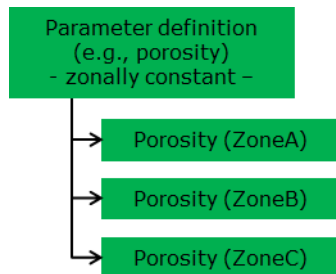 Parameter definition
(e.g., porosity)
- zonally constant –
Porosity (ZoneA)
Porosity (ZoneB)
Porosity (ZoneC)